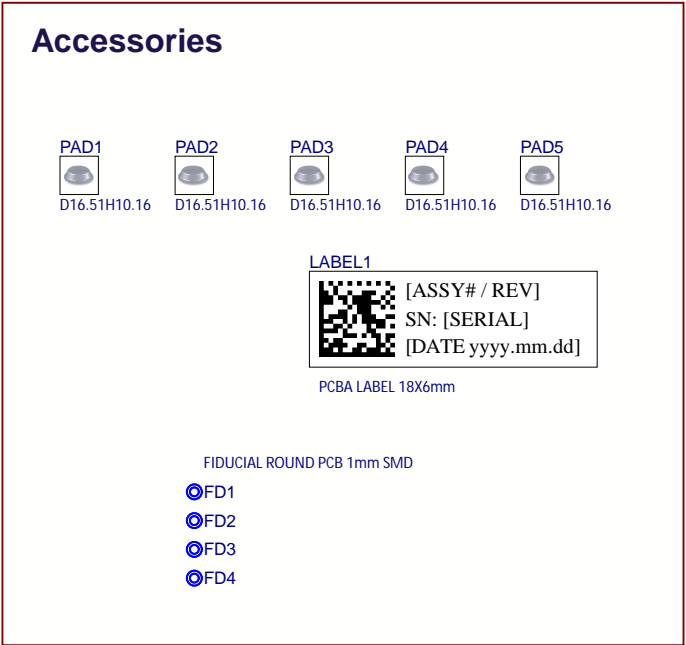 Accessories
PAD1 PAD2 PAD3 PAD4 PAD5
D16.51H10.16 D16.51H10.16 D16.51H10.16 D16.51H10.16 D16.51H10.16
LABEL1
[ASSY# / REV]
SN: [SERIAL]
[DATE yyyy.mm.dd]
PCBA LABEL 18X6mm
FIDUCIAL ROUND PCB 1mm SMD
FD1
FD2
FD3
FD4